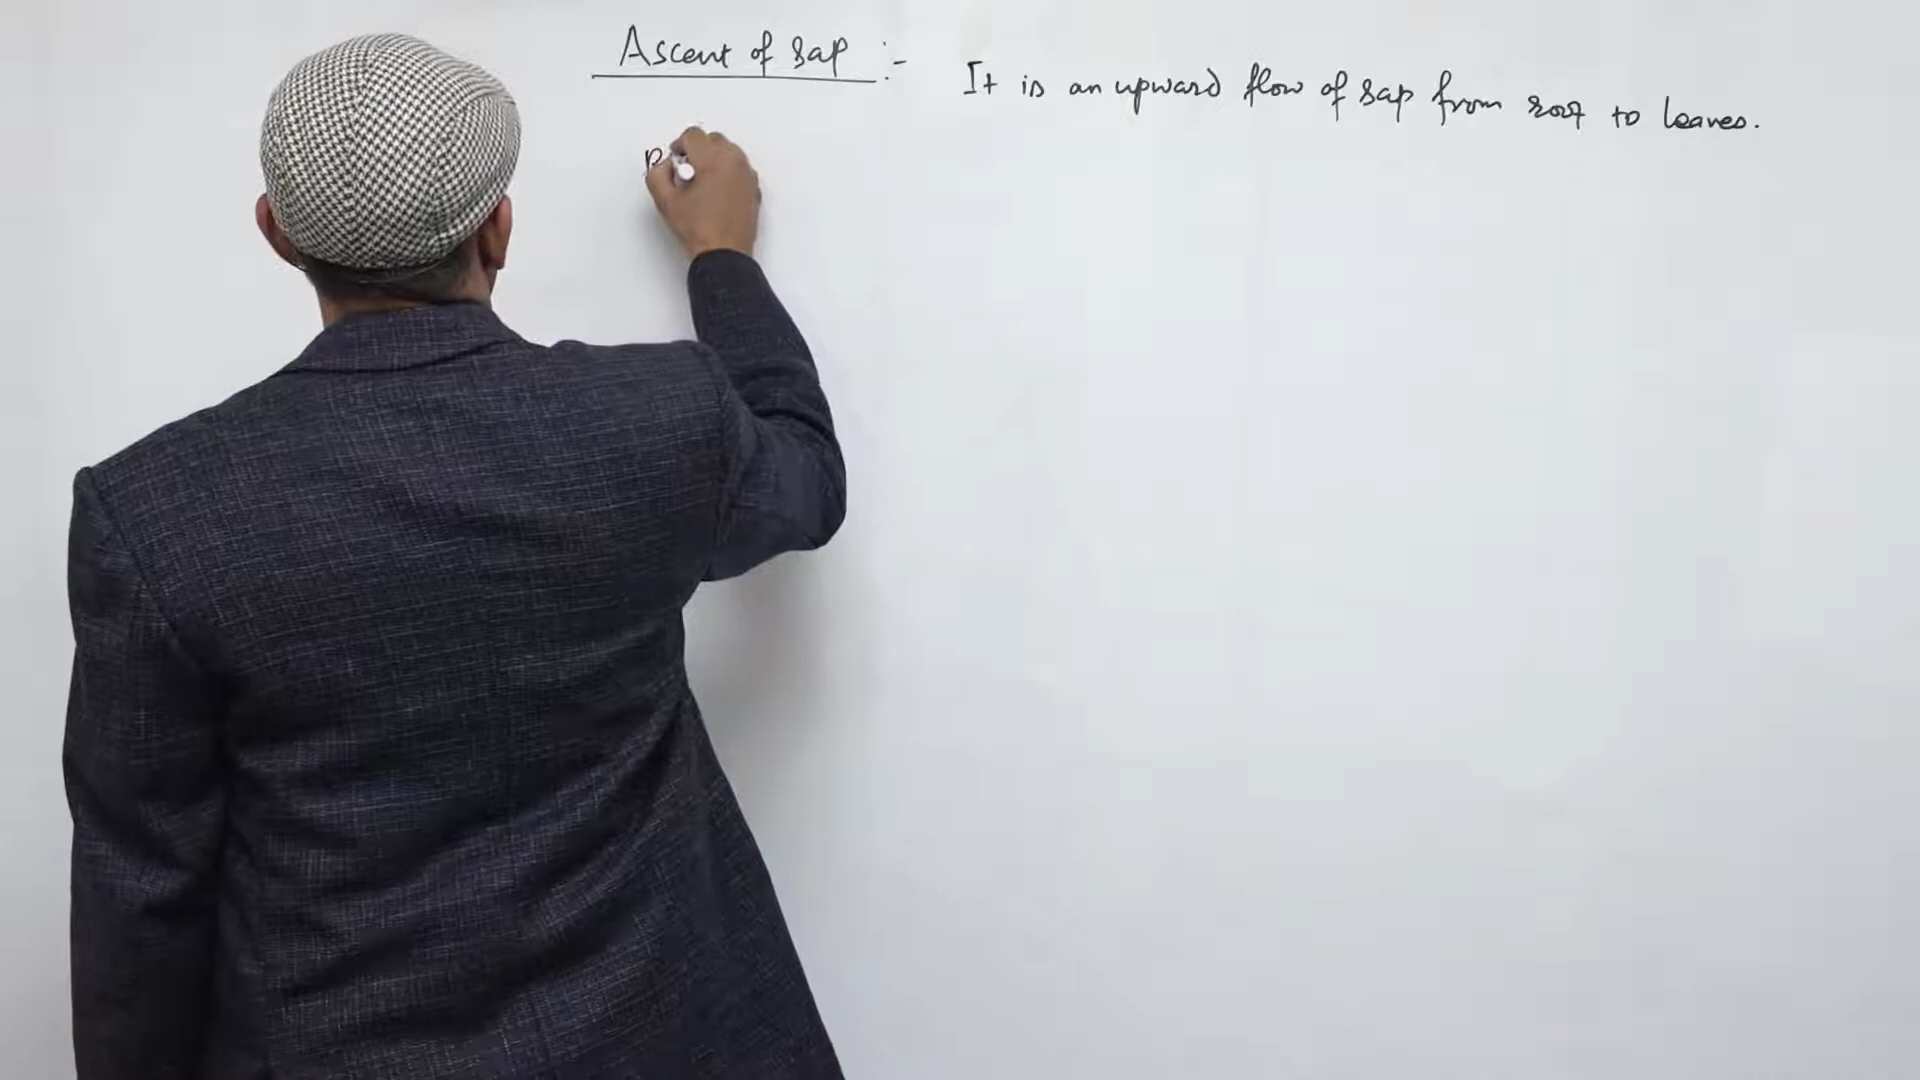 Ascent of sap :- It is an upward flow of sap from root to leaves.